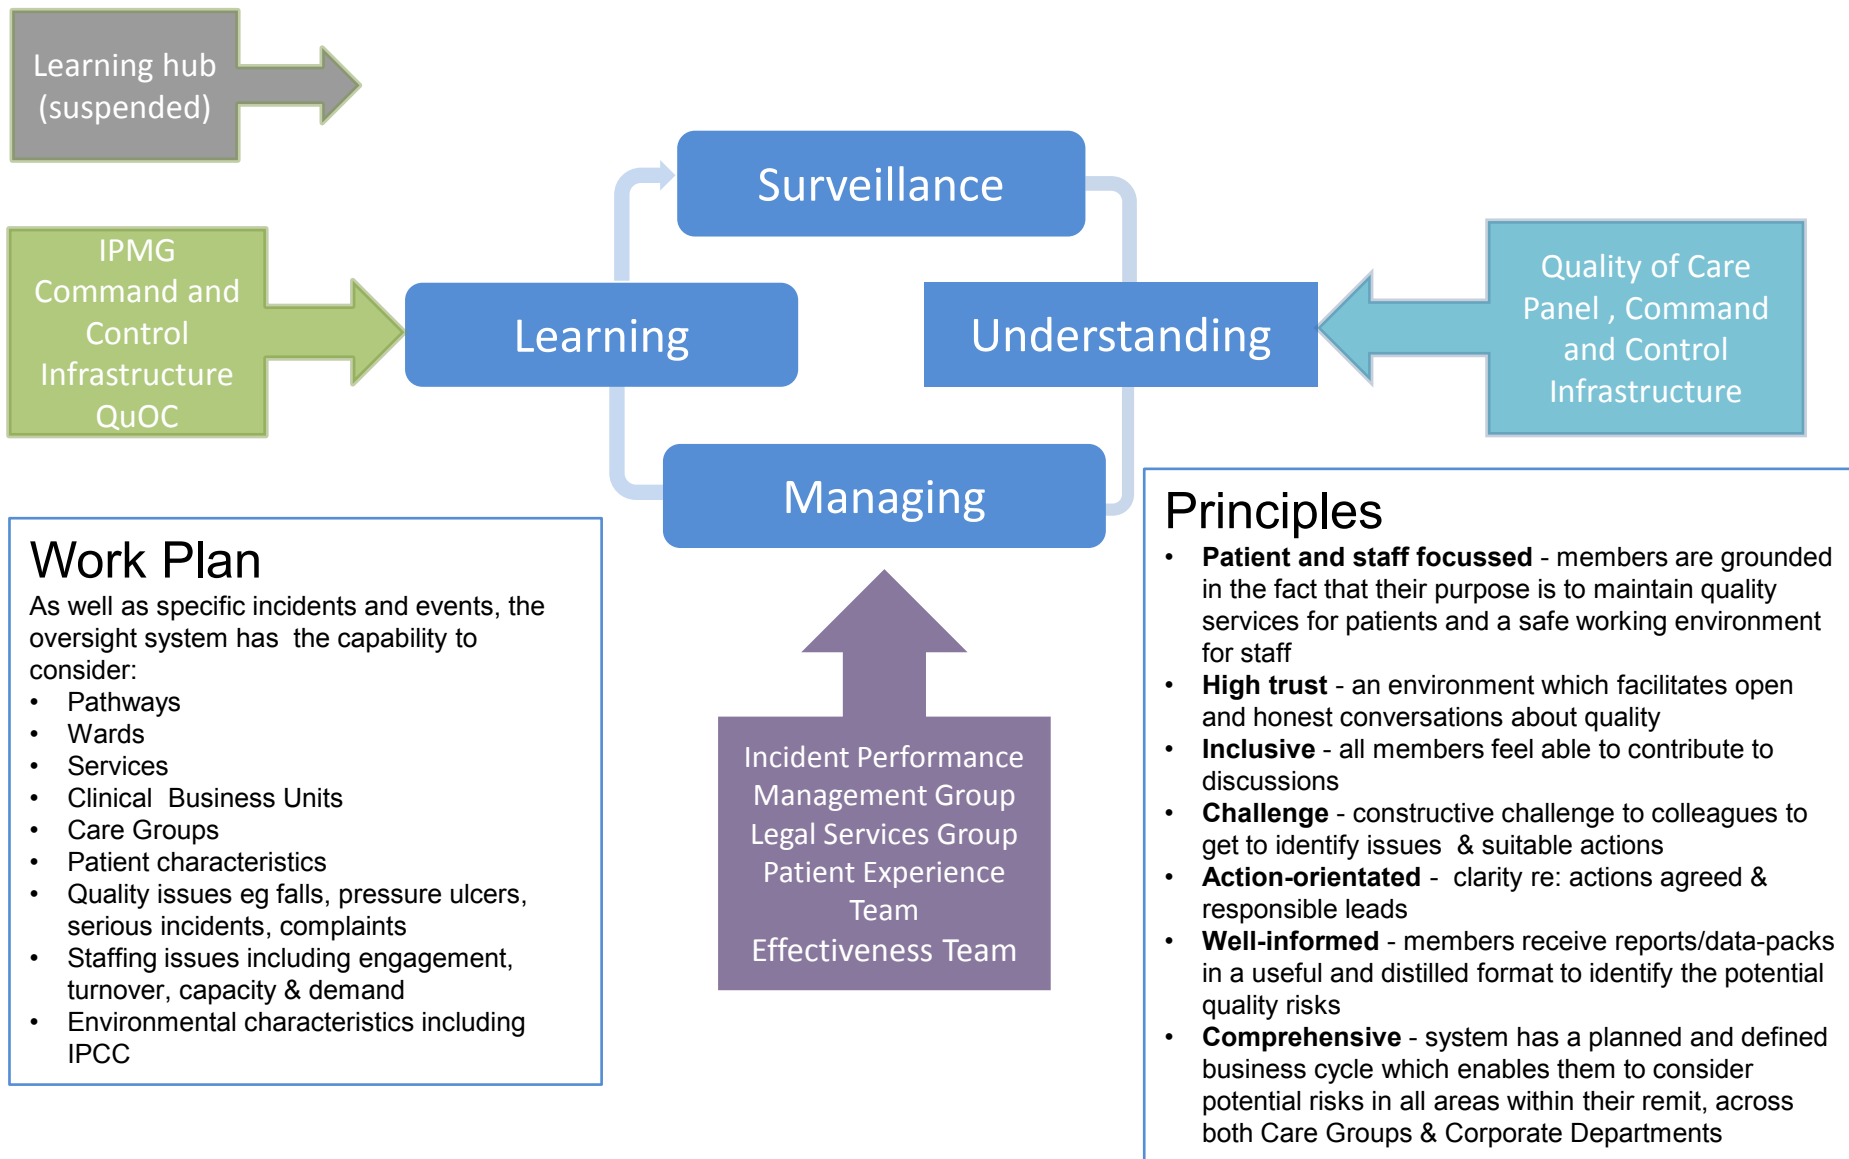 Learning hub
(suspended)
Surveillance
IPMG
Command and
Control
Infrastructure
QuOC
Learning
Understanding
Quality of Care
Panel , Command
and Control
Infrastructure
Managing
Incident Performance
Management Group
Legal Services Group
Patient Experience
Team
Effectiveness Team
Work Plan
As well as specific incidents and events, the
oversight system has  the capability to
consider:
• Pathways
• Wards
• Services
• Clinical  Business Units
• Care Groups
• Patient characteristics
• Quality issues eg falls, pressure ulcers,
serious incidents, complaints
• Staffing issues including engagement,
turnover, capacity & demand
• Environmental characteristics including
IPCC
Principles
• Patient and staff focussed - members are grounded
in the fact that their purpose is to maintain quality
services for patients and a safe working environment
for staff
• High trust - an environment which facilitates open
and honest conversations about quality
• Inclusive - all members feel able to contribute to
discussions
• Challenge - constructive challenge to colleagues to
get to identify issues  & suitable actions
• Action-orientated -  clarity re: actions agreed &
responsible leads
• Well-informed - members receive reports/data-packs
in a useful and distilled format to identify the potential
quality risks
• Comprehensive - system has a planned and defined
business cycle which enables them to consider
potential risks in all areas within their remit, across
both Care Groups & Corporate Departments